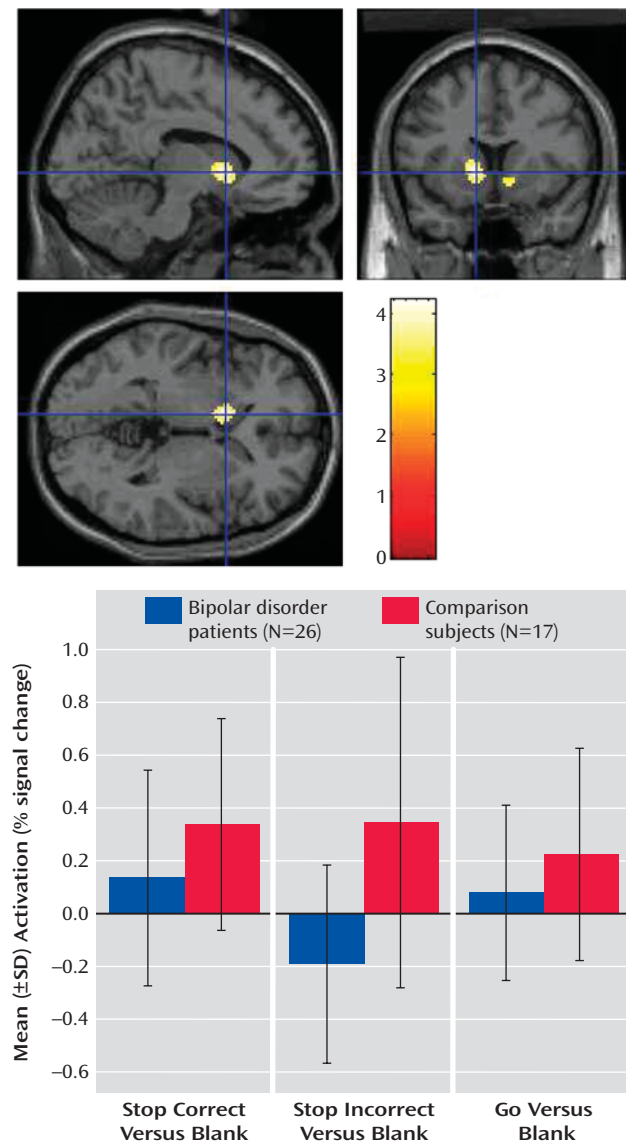 4
3
2
1
0
Bipolar disorder
patients (N=26)
Comparison
subjects (N=17)
Mean (±SD) Activation (% signal change)
1.0
0.8
0.6
0.4
0.2
0.0
−0.2
−0.4
−0.6
Stop Correct
Versus Blank
Stop Incorrect
Versus Blank
Go Versus
Blank